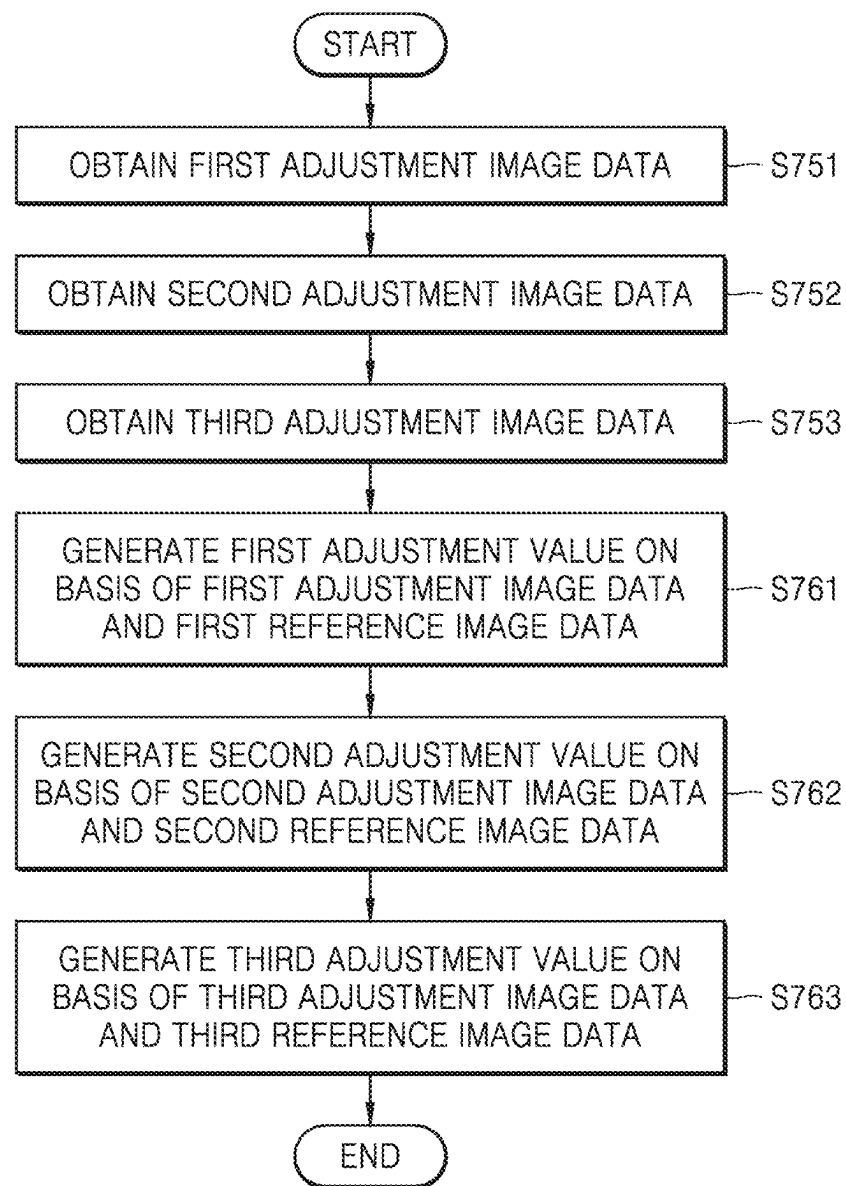 START
OBTAIN FIRST ADJUSTMENT IMAGE DATA
S751
OBTAIN SECOND ADJUSTMENT IMAGE DATA
S752
OBTAIN THIRD ADJUSTMENT IMAGE DATA
S753
GENERATE FIRST ADJUSTMENT VALUE ON
BASIS OF FIRST ADJUSTMENT IMAGE DATA
AND FIRST REFERENCE IMAGE DATA
S761
GENERATE SECOND ADJUSTMENT VALUE ON
BASIS OF SECOND ADJUSTMENT IMAGE DATA
AND SECOND REFERENCE IMAGE DATA
S762
GENERATE THIRD ADJUSTMENT VALUE ON
BASIS OF THIRD ADJUSTMENT IMAGE DATA
AND THIRD REFERENCE IMAGE DATA
S763
END